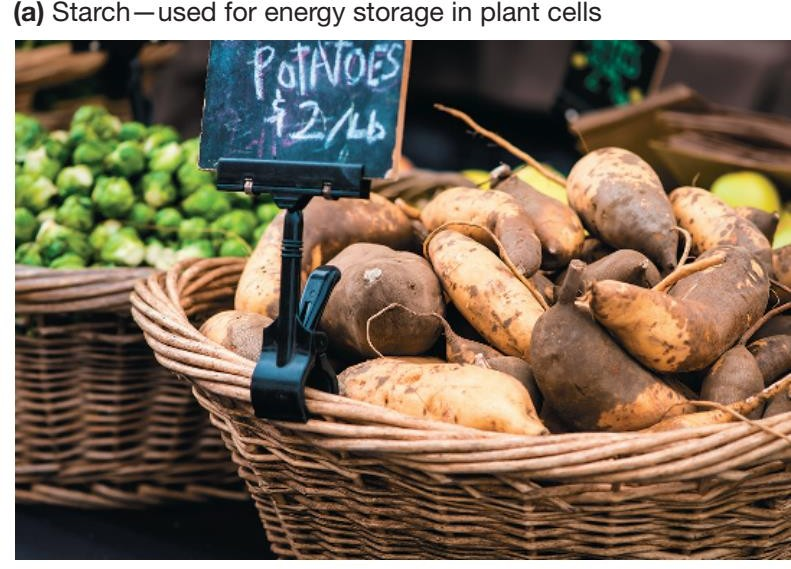 (a) Starch—used for energy storage in plant cells
POTATOES
$2/Lb